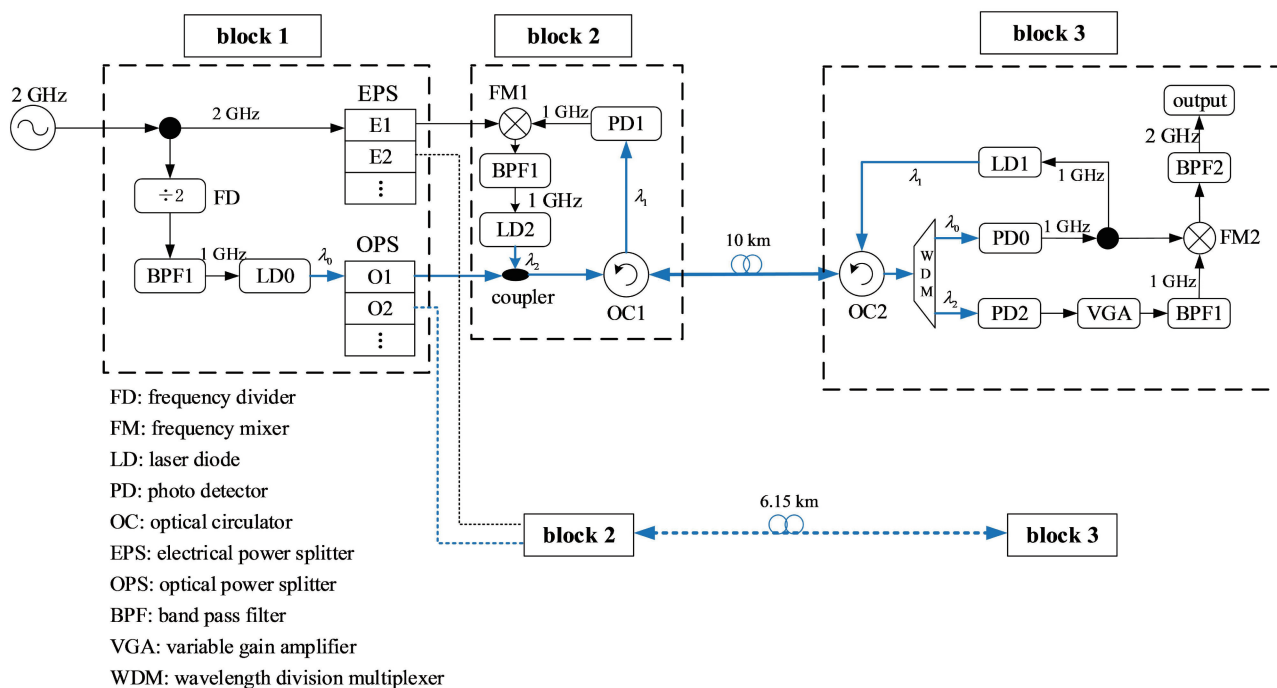 block 1
block 2
block 3
2 GHz
2 GHz
EPS
E1
E2
⋮
÷2
FD
BPF1
1 GHz
LD0
λ0
OPS
O1
O2
⋮
FM1
1 GHz
PD1
BPF1
1 GHz
LD2
λ2
coupler
λ1
OC1
10 km
output
2 GHz
BPF2
LD1
1 GHz
λ1
λ0
PD0
1 GHz
FM2
WDM
OC2
1 GHz
λ2
PD2
VGA
BPF1
FD: frequency divider
FM: frequency mixer
LD: laser diode
PD: photo detector
OC: optical circulator
EPS: electrical power splitter
OPS: optical power splitter
BPF: band pass filter
VGA: variable gain amplifier
WDM: wavelength division multiplexer
block 2
6.15 km
block 3